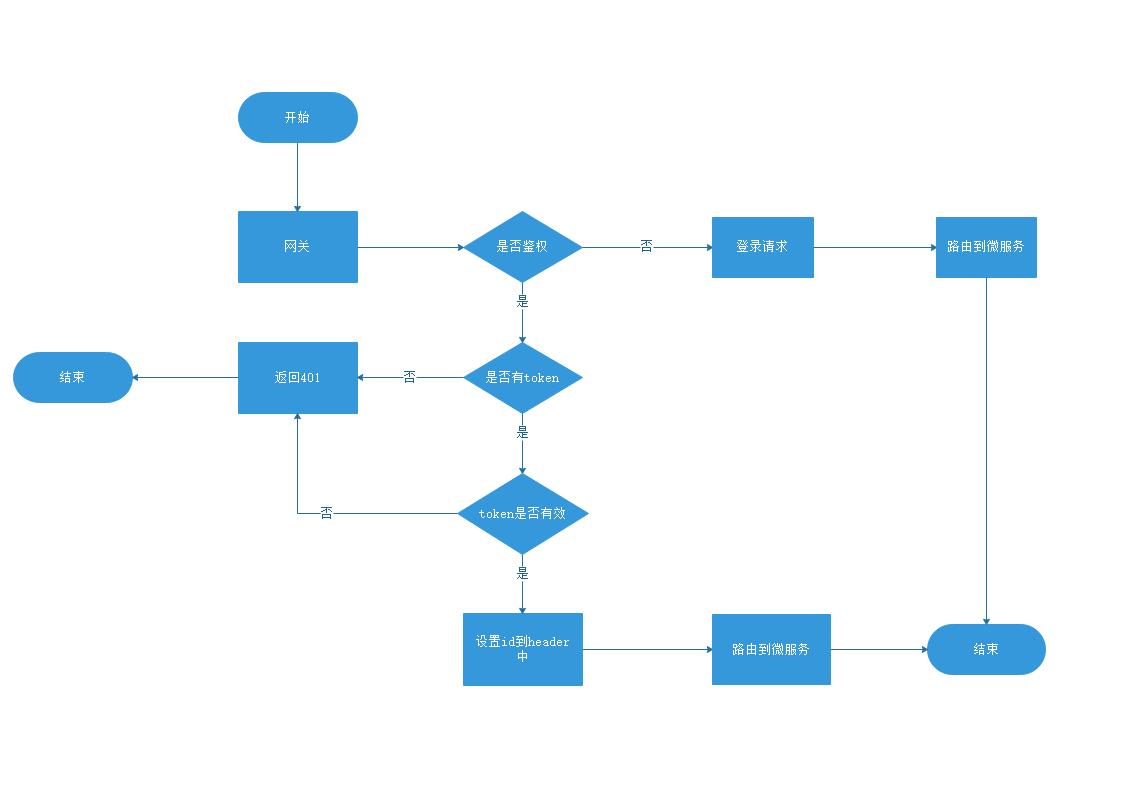 开始
网关
是否鉴权
否
登录请求
路由到微服务
是
结束
返回401
否
是否有token
是
否
token是否有效
是
设置id到header
中
路由到微服务
结束